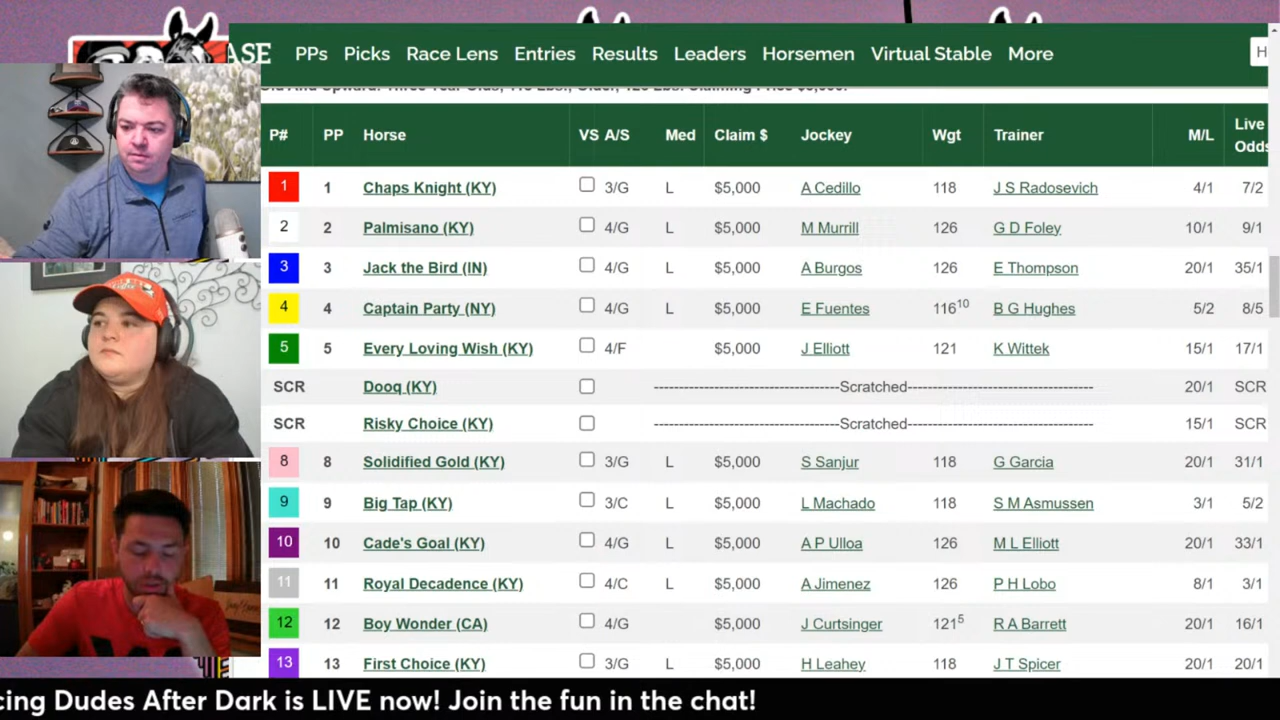 ASE PPs Picks Race Lens Entries Results Leaders Horsemen Virtual Stable More H
P# PP Horse VS A/S Med Claim $ Jockey Wgt Trainer M/L Live Odds
1 1 Chaps Knight (KY) 3/G L $5,000 A Cedillo 118 J S Radosevich 4/1 7/2
2 2 Palmisano (KY) 4/G L $5,000 M Murrill 126 G D Foley 10/1 9/1
3 3 Jack the Bird (IN) 4/G L $5,000 A Burgos 126 E Thompson 20/1 35/1
4 4 Captain Party (NY) 4/G L $5,000 E Fuentes 116¹⁰ B G Hughes 5/2 8/5
5 5 Every Loving Wish (KY) 4/F $5,000 J Elliott 121 K Wittek 15/1 17/1
SCR Dooq (KY) ---------------------------------------Scratched--------------------------------------- 20/1 SCR
SCR Risky Choice (KY) ---------------------------------------Scratched--------------------------------------- 15/1 SCR
8 8 Solidified Gold (KY) 3/G L $5,000 S Sanjur 118 G Garcia 20/1 31/1
9 9 Big Tap (KY) 3/C L $5,000 L Machado 118 S M Asmussen 3/1 5/2
10 10 Cade's Goal (KY) 4/G L $5,000 A P Ulloa 126 M L Elliott 20/1 33/1
11 11 Royal Decadence (KY) 4/C L $5,000 A Jimenez 126 P H Lobo 8/1 3/1
12 12 Boy Wonder (CA) 4/G L $5,000 J Curtsinger 121⁵ R A Barrett 20/1 16/1
13 13 First Choice (KY) 3/G L $5,000 H Leahey 118 J T Spicer 20/1 20/1
cing Dudes After Dark is LIVE now! Join the fun in the chat!